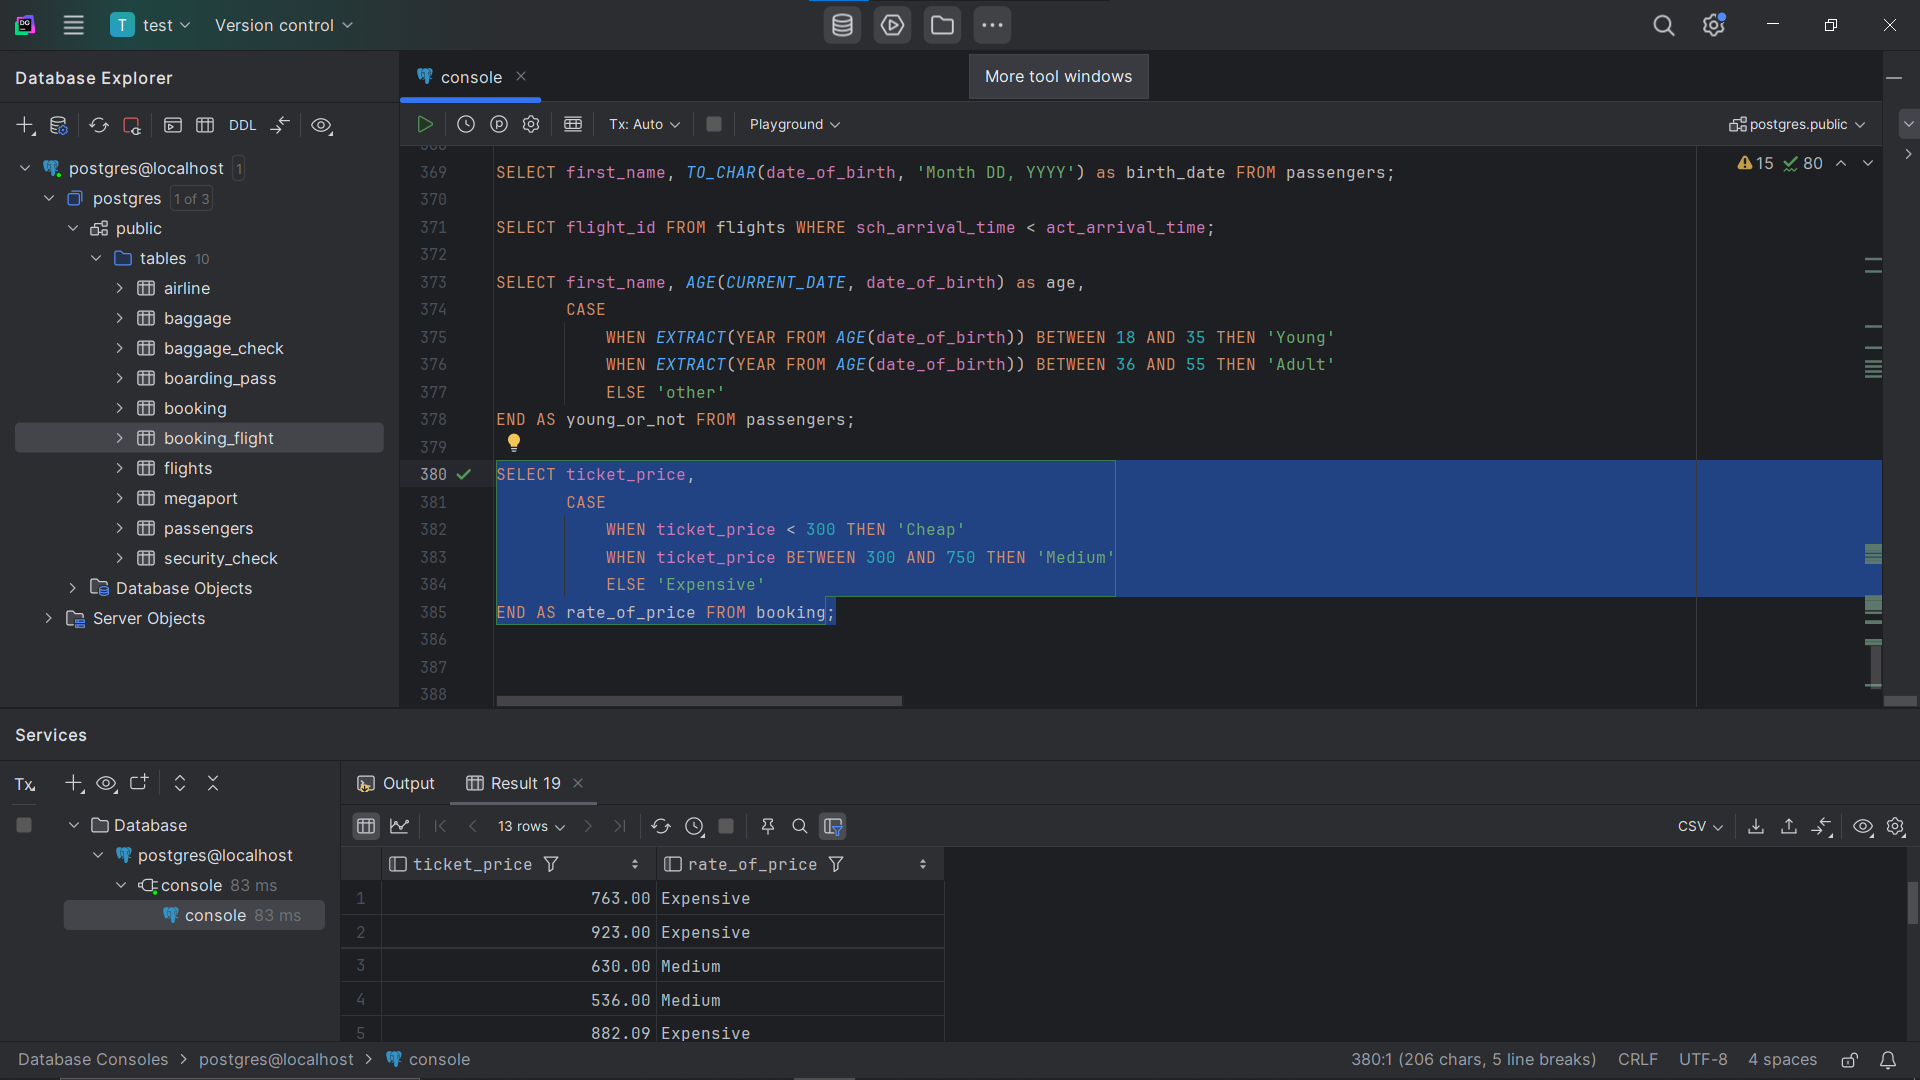 T test Version control
Database Explorer
console
More tool windows
DDL
Tx: Auto
Playground
postgres.public
postgres@localhost 1
postgres 1 of 3
public
tables 10
airline
baggage
baggage_check
boarding_pass
booking
booking_flight
flights
megaport
passengers
security_check
Database Objects
Server Objects
15 80
369 SELECT first_name, TO_CHAR(date_of_birth, 'Month DD, YYYY') as birth_date FROM passengers;
370
371 SELECT flight_id FROM flights WHERE sch_arrival_time < act_arrival_time;
372
373 SELECT first_name, AGE(CURRENT_DATE, date_of_birth) as age,
374 CASE
375 WHEN EXTRACT(YEAR FROM AGE(date_of_birth)) BETWEEN 18 AND 35 THEN 'Young'
376 WHEN EXTRACT(YEAR FROM AGE(date_of_birth)) BETWEEN 36 AND 55 THEN 'Adult'
377 ELSE 'other'
378 END AS young_or_not FROM passengers;
379
380 SELECT ticket_price,
381 CASE
382 WHEN ticket_price < 300 THEN 'Cheap'
383 WHEN ticket_price BETWEEN 300 AND 750 THEN 'Medium'
384 ELSE 'Expensive'
385 END AS rate_of_price FROM booking;
386
387
388
Services
Tx
Database
postgres@localhost
console 83 ms
console 83 ms
Output Result 19
13 rows
CSV
ticket_price rate_of_price
1 763.00 Expensive
2 923.00 Expensive
3 630.00 Medium
4 536.00 Medium
5 882.09 Expensive
Database Consoles > postgres@localhost > console
380:1 (206 chars, 5 line breaks) CRLF UTF-8 4 spaces